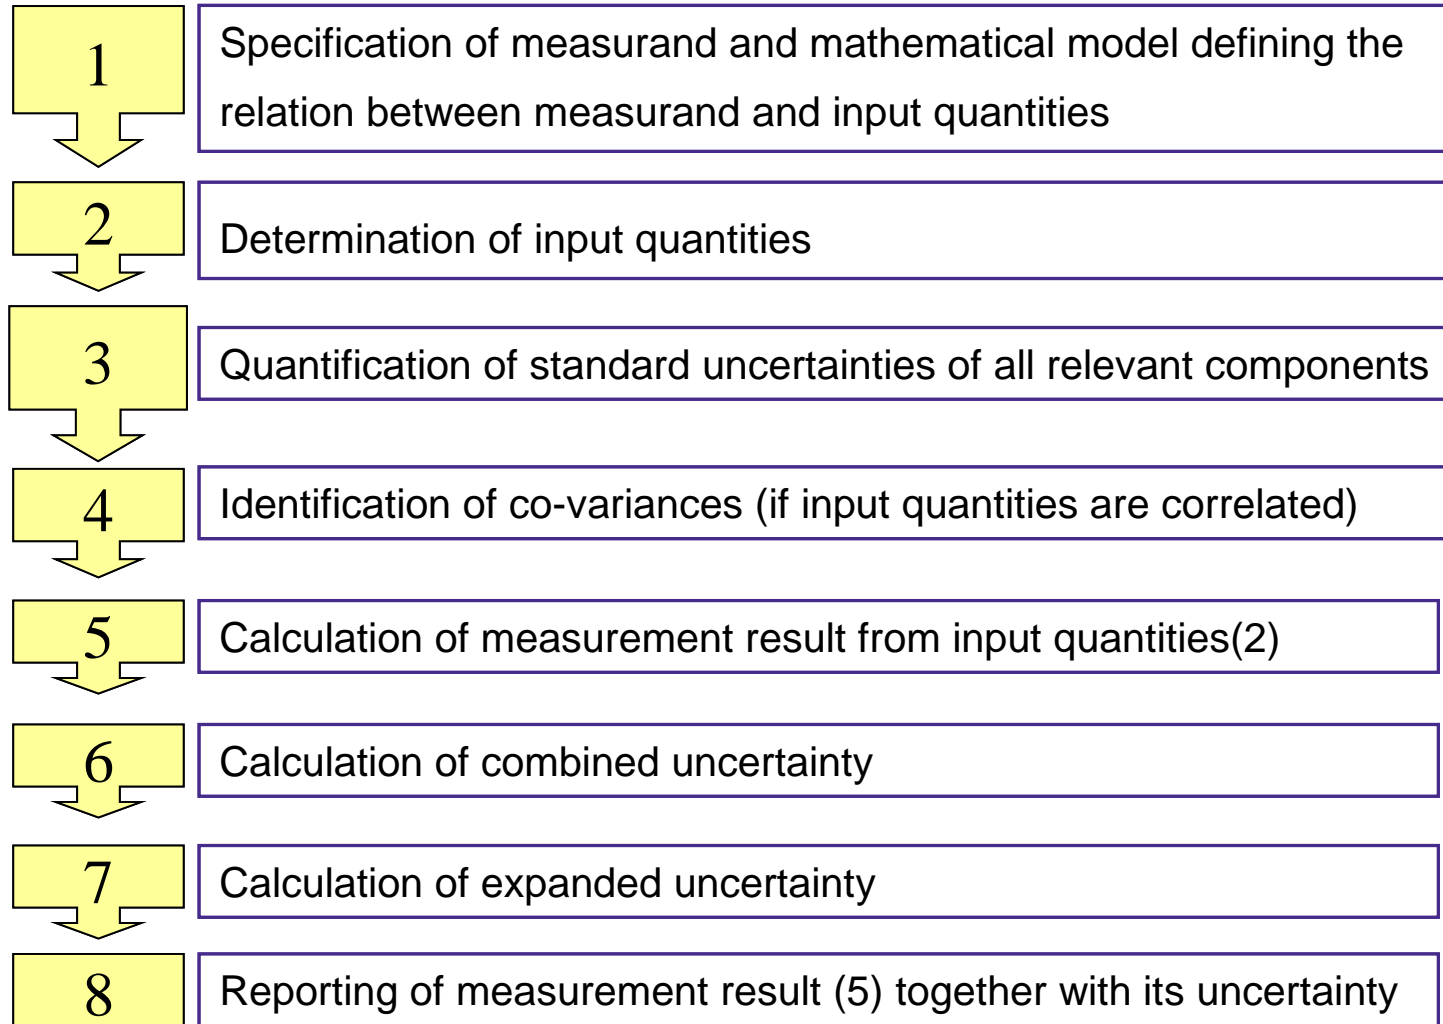 1
Specification of measurand and mathematical model defining the
relation between measurand and input quantities
2
Determination of input quantities
3
Quantification of standard uncertainties of all relevant components
4
Identification of co-variances (if input quantities are correlated)
5
Calculation of measurement result from input quantities(2)
6
Calculation of combined uncertainty
7
Calculation of expanded uncertainty
8
Reporting of measurement result (5) together with its uncertainty